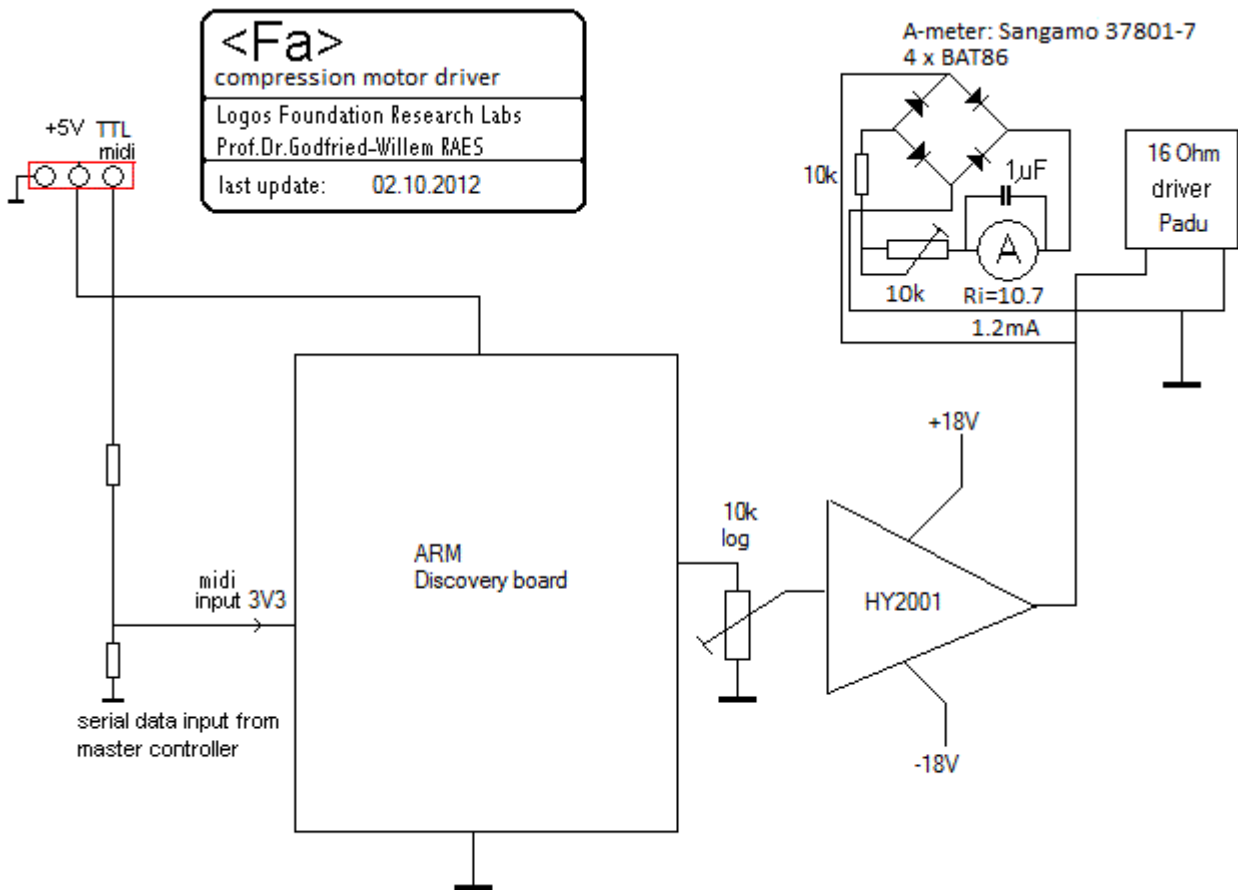 <Fa>
compression motor driver
Logos Foundation Research Labs
Prof.Dr.Godfried-Willem RAES
last update: 02.10.2012
A-meter: Sangamo 37801-7
4 x BAT86
+5V TTL
midi
10k
1uF
A
10k
Ri=10.7
1.2mA
16 Ohm
driver
Padu
+18V
10k
log
ARM
Discovery board
midi
input 3V3
HY2001
serial data input from
master controller
-18V